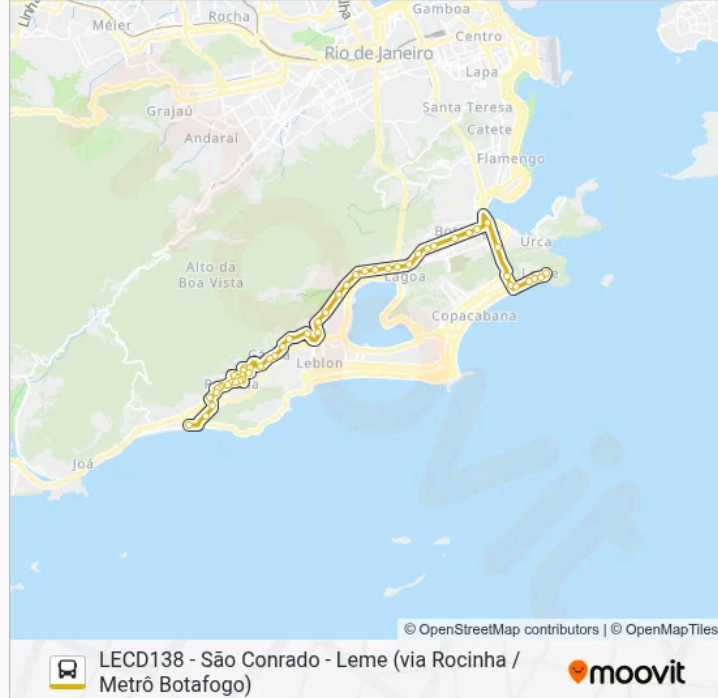 Gamboa
Rocha
Méier
Centro
Rio de Janeiro
Lapa
Santa Teresa
Grajaú
Catete
Andaraí
Flamengo
Urca
Alto da
Boa Vista
Lagoa
Copacabana
Leblon
Joá
© OpenStreetMap contributors | © OpenMapTiles
LECD138 - São Conrado - Leme (via Rocinha /
Metrô Botafogo)
moovit